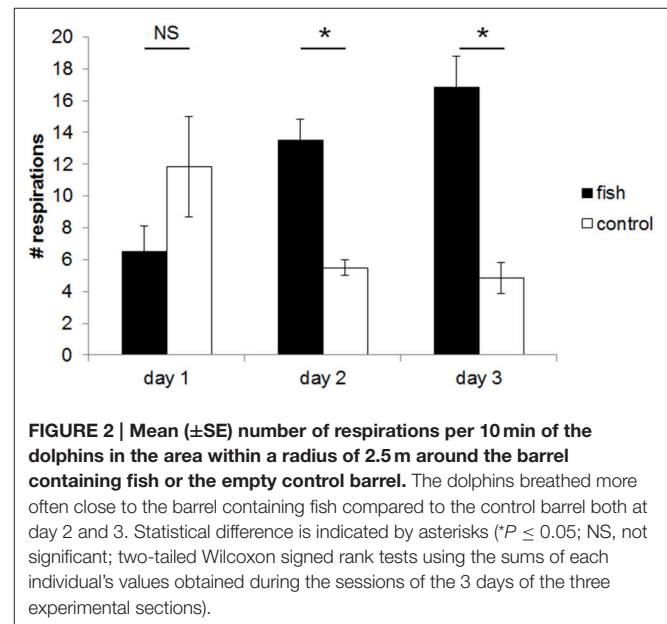 20
18
16
14
12
10
8
6
4
2
0
# respirations
NS
*
*
fish
control
day 1 day 2 day 3
FIGURE 2 | Mean (±SE) number of respirations per 10 min of the
dolphins in the area within a radius of 2.5 m around the barrel
containing fish or the empty control barrel. The dolphins breathed more
often close to the barrel containing fish compared to the control barrel both at
day 2 and 3. Statistical difference is indicated by asterisks (*P ≤ 0.05; NS, not
significant; two-tailed Wilcoxon signed rank tests using the sums of each
individual's values obtained during the sessions of the 3 days of the three
experimental sections).